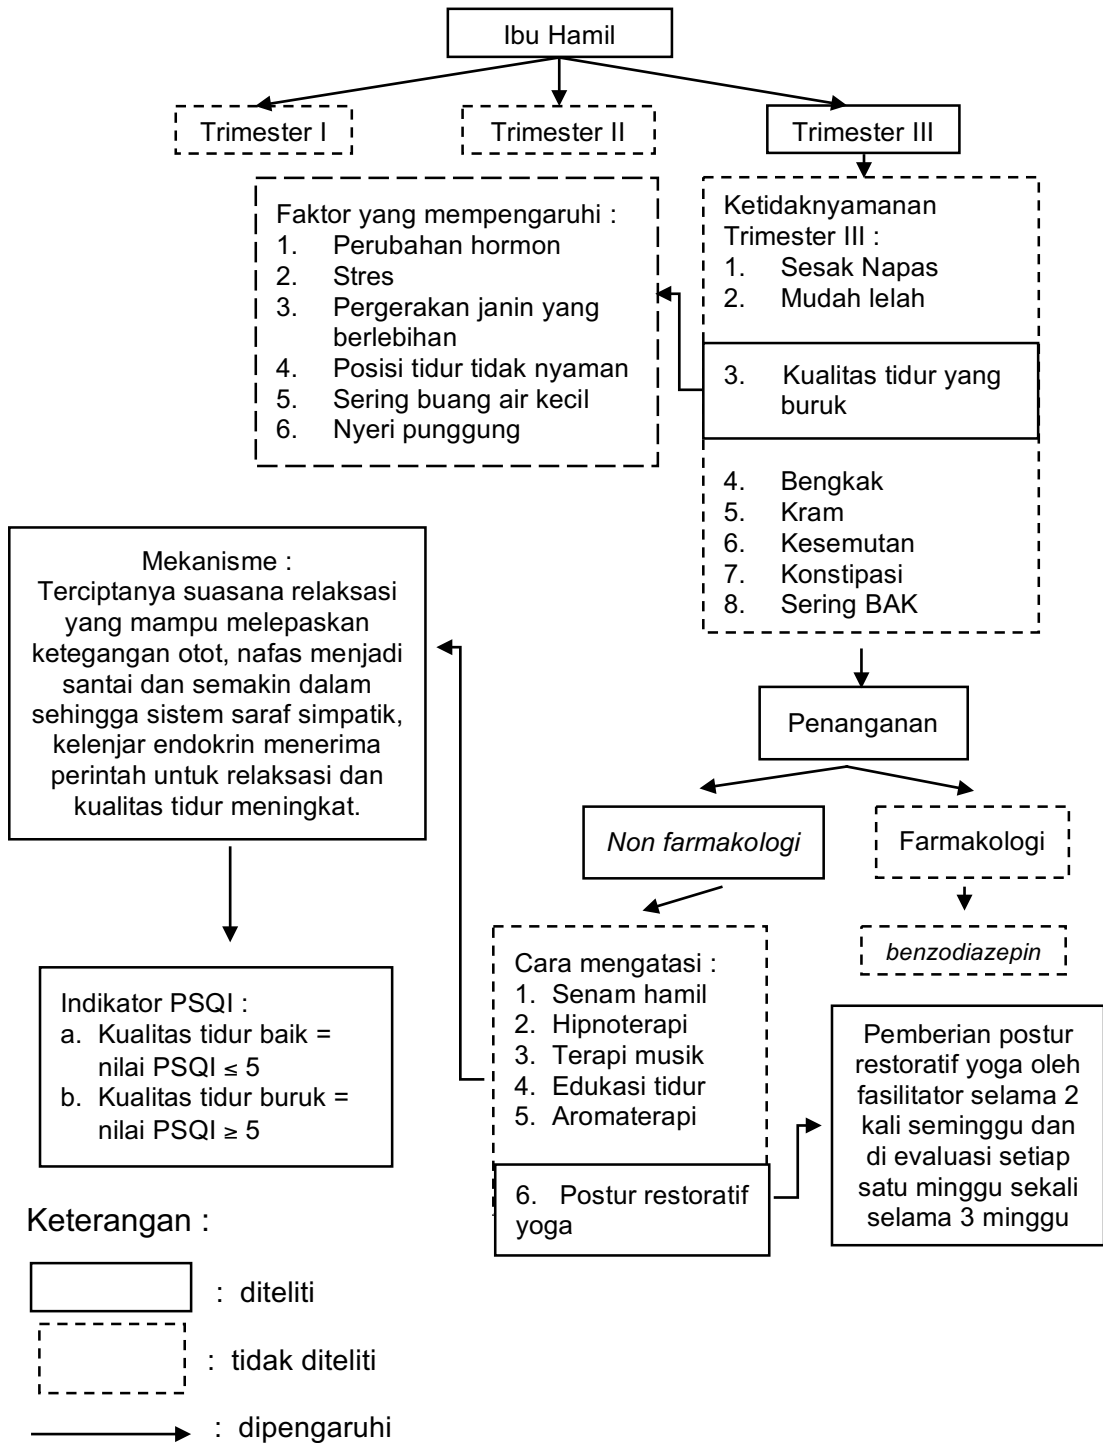 Ibu Hamil
Trimester I
Trimester II
Trimester III
Faktor yang mempengaruhi :
1. Perubahan hormon
2. Stres
3. Pergerakan janin yang
berlebihan
4. Posisi tidur tidak nyaman
5. Sering buang air kecil
6. Nyeri punggung
Ketidaknyamanan
Trimester III :
1. Sesak Napas
2. Mudah lelah
3. Kualitas tidur yang
buruk
4. Bengkak
5. Kram
6. Kesemutan
7. Konstipasi
8. Sering BAK
Mekanisme :
Terciptanya suasana relaksasi
yang mampu melepaskan
ketegangan otot, nafas menjadi
santai dan semakin dalam
sehingga sistem saraf simpatik,
kelenjar endokrin menerima
perintah untuk relaksasi dan
kualitas tidur meningkat.
Penanganan
Non farmakologi
Farmakologi
benzodiazepin
Cara mengatasi :
1. Senam hamil
2. Hipnoterapi
3. Terapi musik
4. Edukasi tidur
5. Aromaterapi
6. Postur restoratif
yoga
Pemberian postur
restoratif yoga oleh
fasilitator selama 2
kali seminggu dan
di evaluasi setiap
satu minggu sekali
selama 3 minggu
Indikator PSQI :
a. Kualitas tidur baik =
nilai PSQI ≤ 5
b. Kualitas tidur buruk =
nilai PSQI ≥ 5
Keterangan :
: diteliti
: tidak diteliti
: dipengaruhi